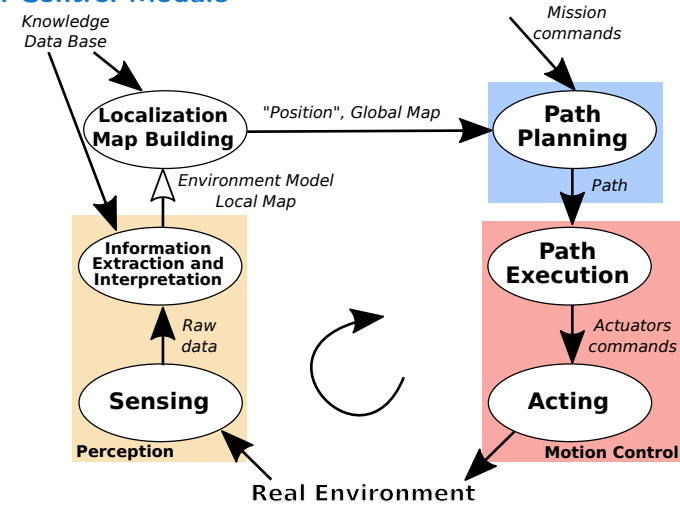 Knowledge
Data Base
Mission
commands
Localization
Map Building
"Position", Global Map
Path
Planning
Environment Model
Local Map
Path
Information
Extraction and
Interpretation
Path
Execution
Raw
data
Actuators
commands
Sensing
Acting
Perception
Motion Control
Real Environment